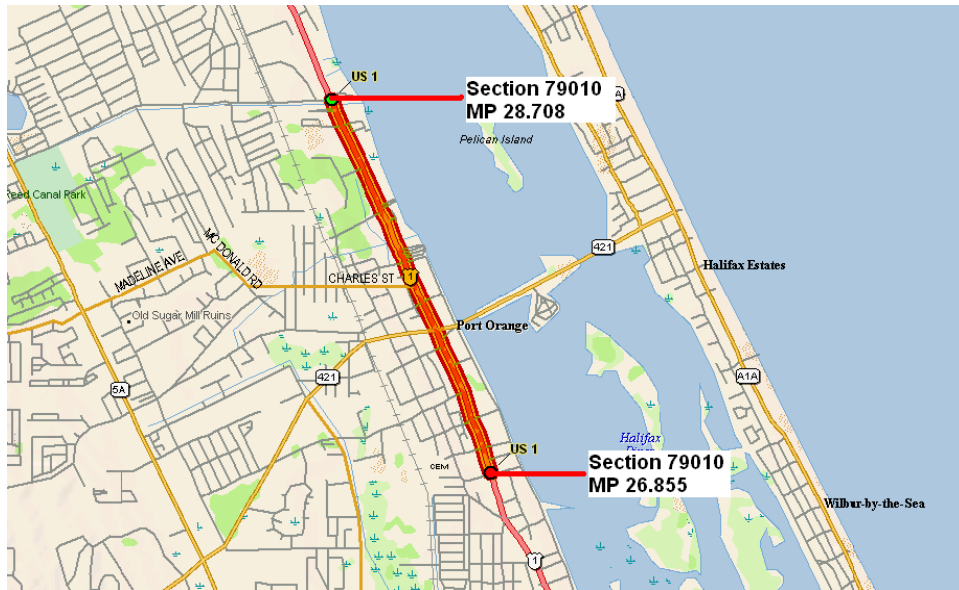 US 1
Section 79010
MP 28.708
A
Pelican Island
Reed Canal Park
MC DONALD RD
MADELINE AVE
421
CHARLES ST
1
Halifax Estates
Old Sugar Mill Ruins
Port Orange
421
5A
A1A
Halifax
US 1
CEM
Section 79010
MP 26.855
Wilbur-by-the-Sea
1